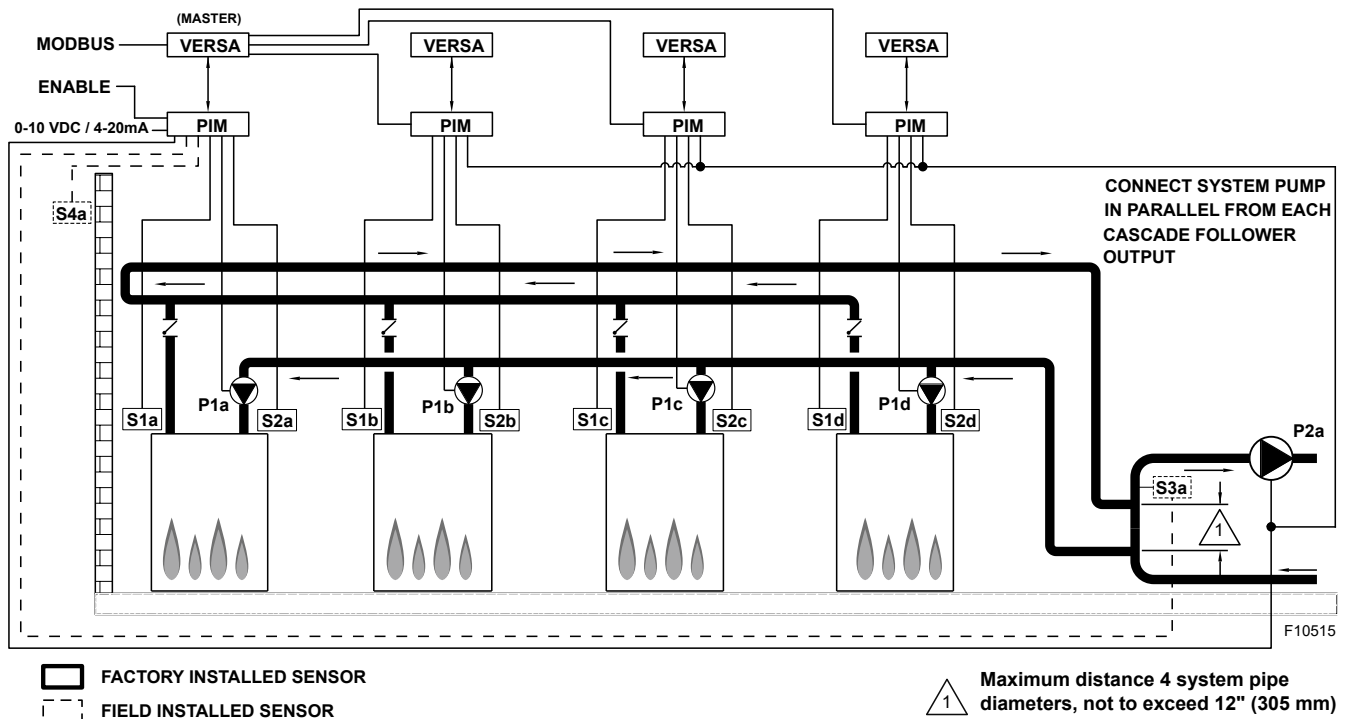 (MASTER)
MODBUS
VERSA
VERSA
VERSA
VERSA
ENABLE
0-10 VDC / 4-20mA
PIM
PIM
PIM
PIM
S4a
CONNECT SYSTEM PUMP
IN PARALLEL FROM EACH
CASCADE FOLLOWER
OUTPUT
P1a
P1b
P1c
P1d
S1a
S2a
S1b
S2b
S1c
S2c
S1d
S2d
P2a
S3a
1
F10515
FACTORY INSTALLED SENSOR
FIELD INSTALLED SENSOR
1
Maximum distance 4 system pipe
diameters, not to exceed 12" (305 mm)